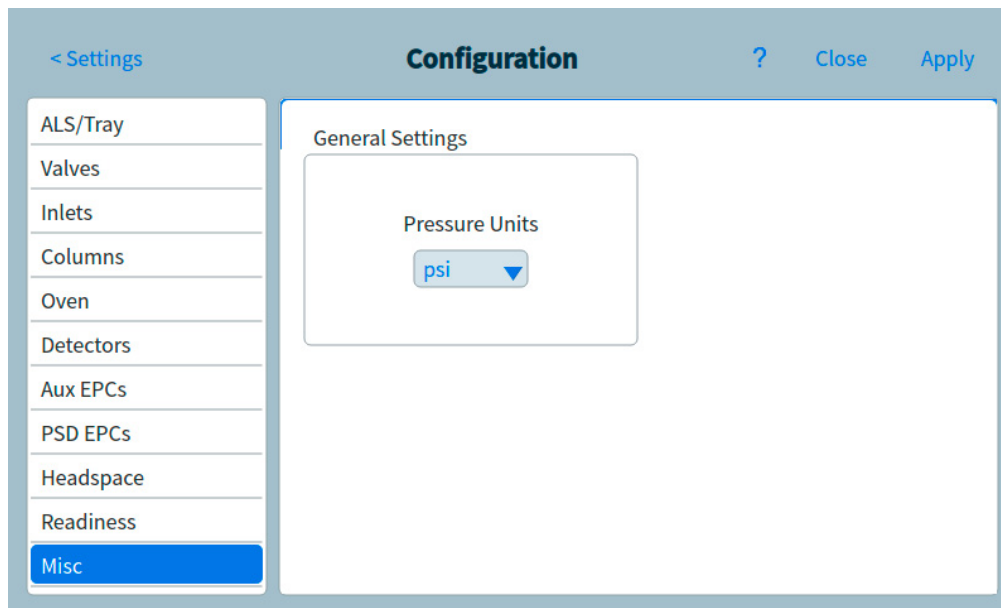 < Settings
Configuration
?
Close
Apply
ALS/Tray
Valves
Inlets
Columns
Oven
Detectors
Aux EPCs
PSD EPCs
Headspace
Readiness
Misc
General Settings
Pressure Units
psi